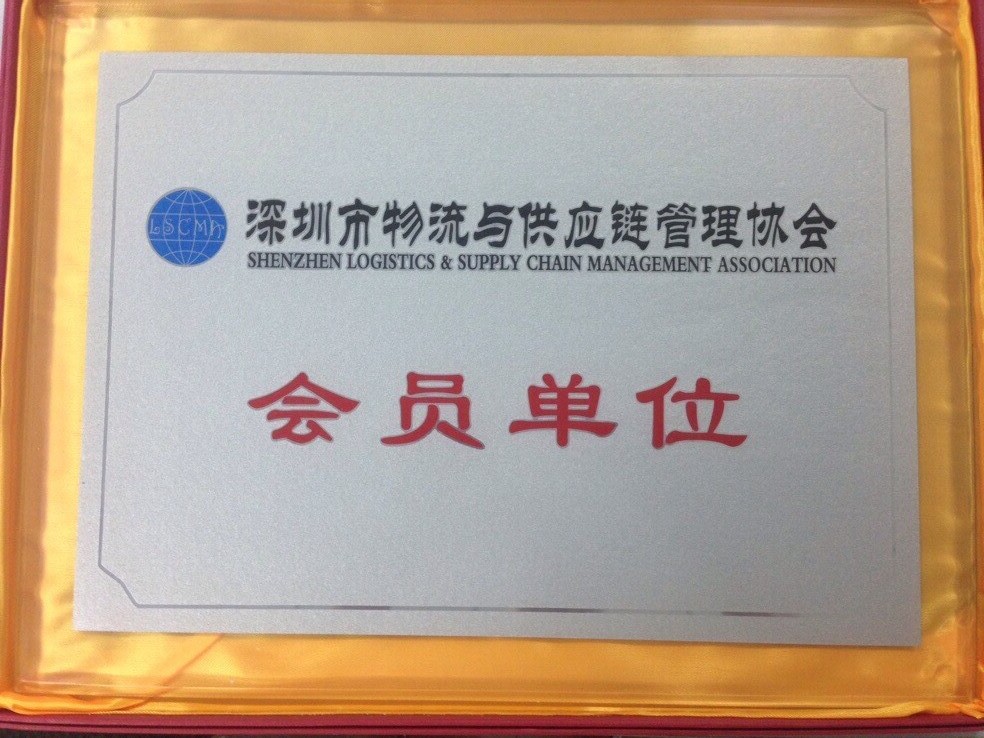 LSCMA
深圳市物流与供应链管理协会
SHENZHEN LOGISTICS & SUPPLY CHAIN MANAGEMENT ASSOCIATION
会员单位